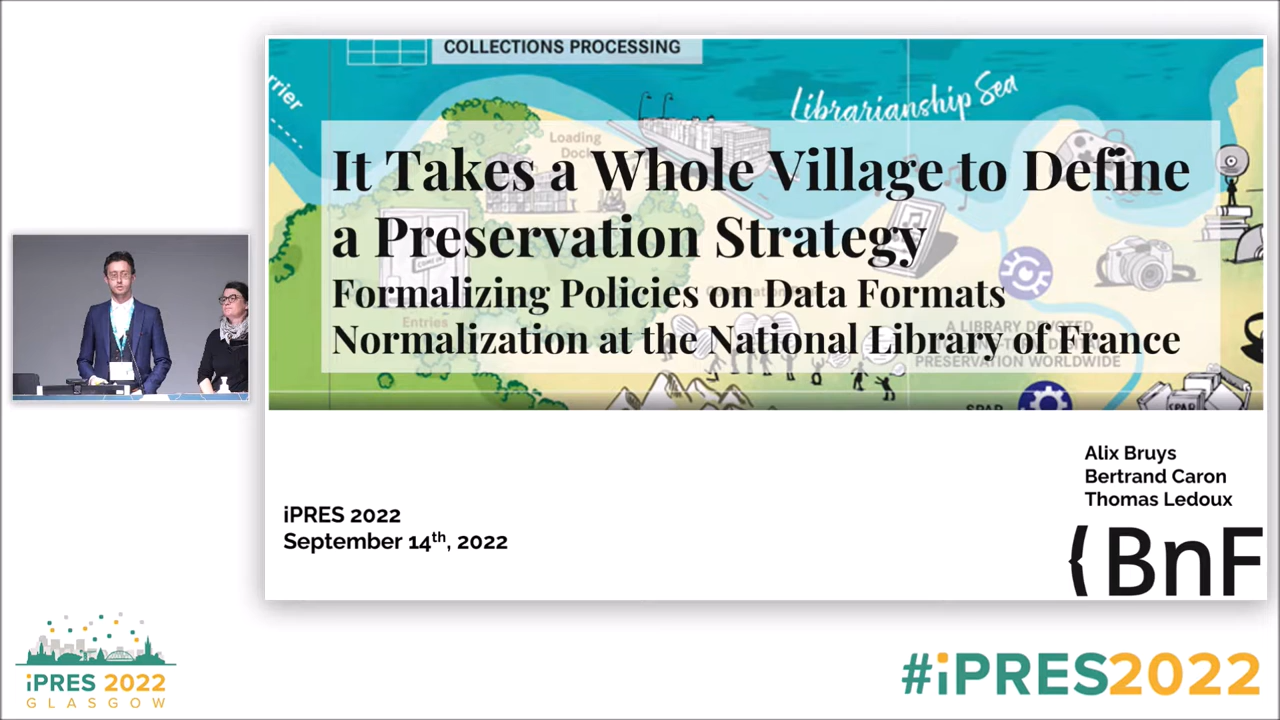 COLLECTIONS PROCESSING
rrier
Librarianship Sea
Loading
Dock
It Takes a Whole Village to Define
a Preservation Strategy
Formalizing Policies on Data Formats
Entries
Normalization at the National Library of France
A LIBRARY DEVOTED
PRESERVATION WORLDWIDE
SPAR
SPAR
Alix Bruys
Bertrand Caron
Thomas Ledoux
iPRES 2022
September 14th, 2022
{BnF
iPRES 2022
GLASGOW
#iPRES2022